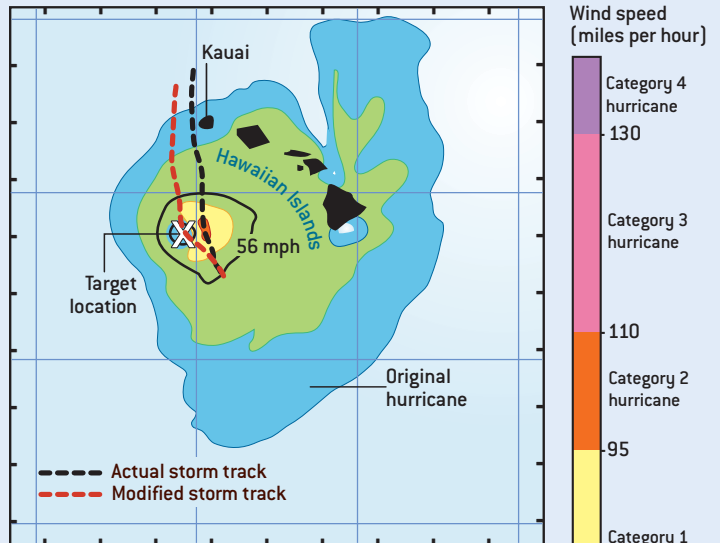 Wind speed
(miles per hour)
Kauai
Category 4
hurricane
130
Hawaiian Islands
Category 3
hurricane
56 mph
Target
location
110
Original
hurricane
Category 2
hurricane
95
Actual storm track
Modified storm track
Category 1